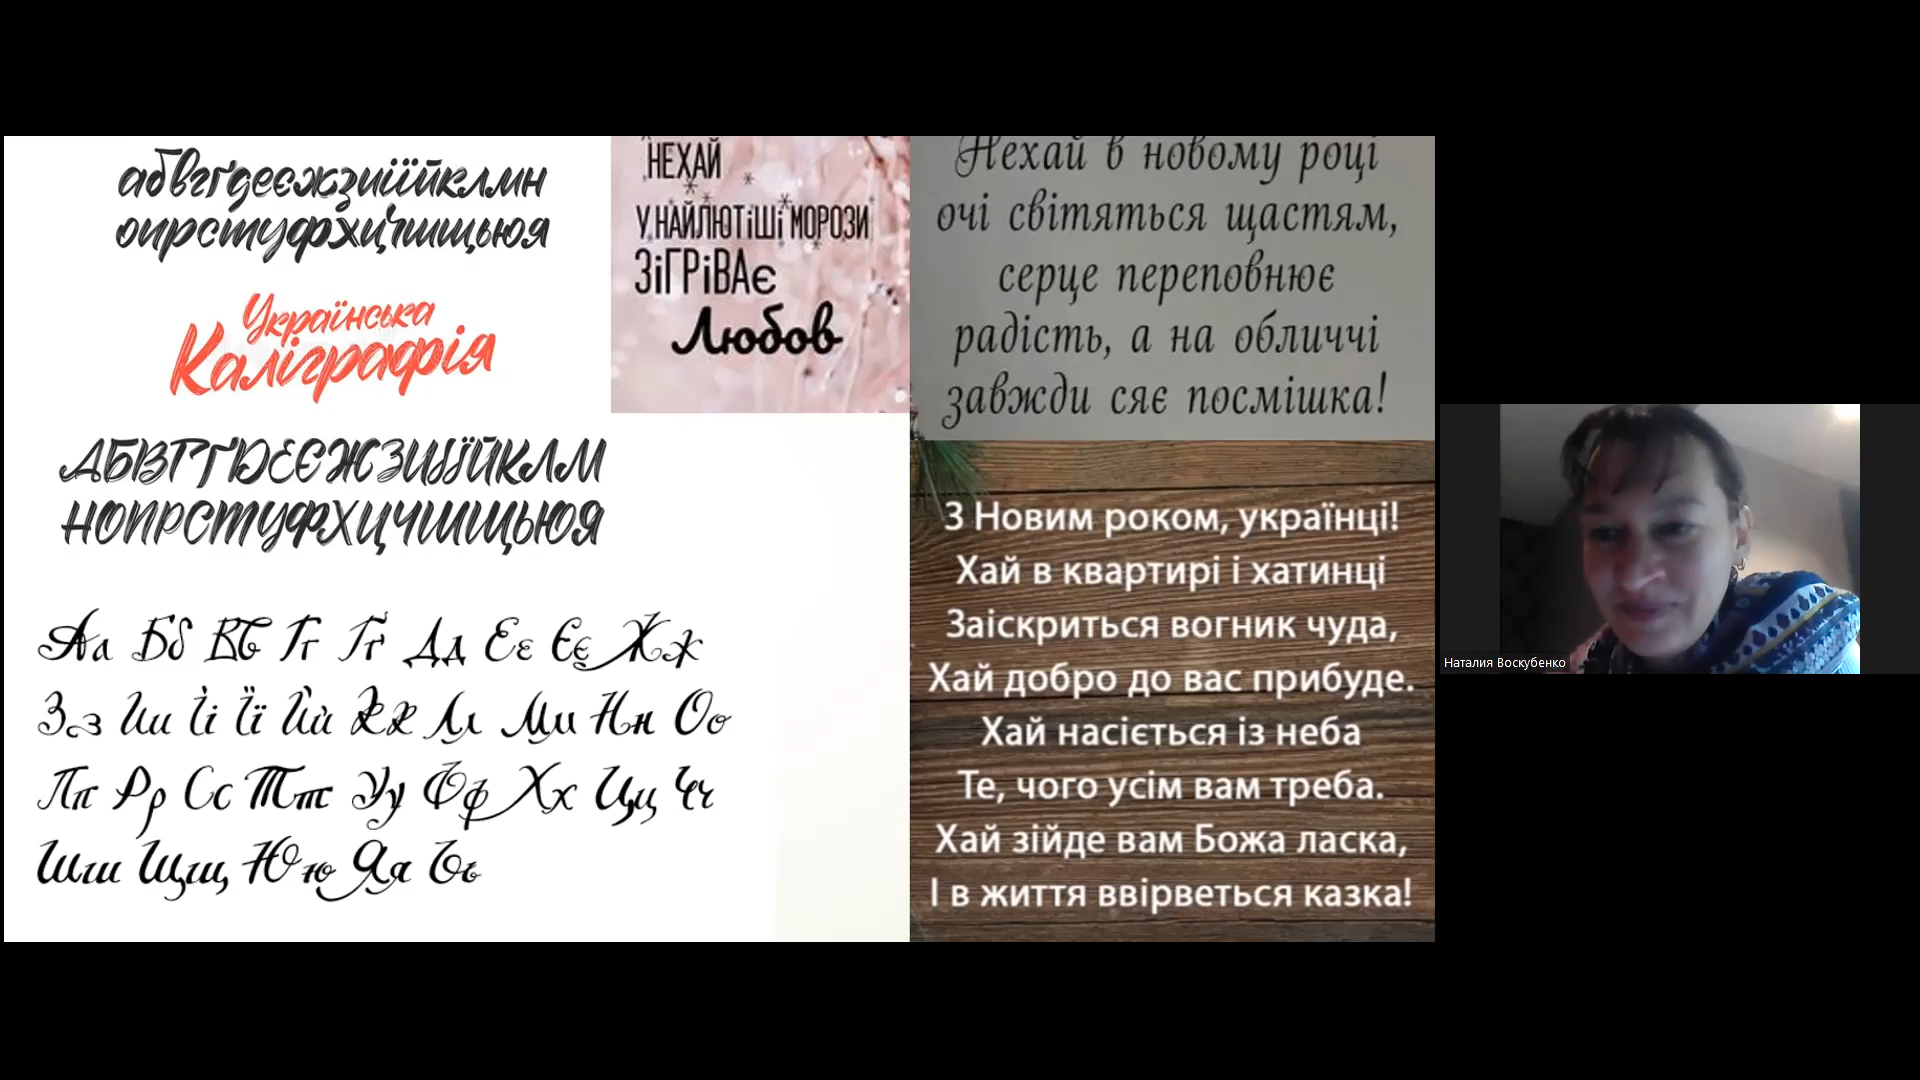 абвгґдеєжзиіїйклмн
опрстуфхцчшщьюя
Українська
Каліграфія
АБВГҐДЕЄЖЗИІЇЙКЛМ
НОПРСТУФХЦЧШЩЬЮЯ
Аа Бб Вв Гг Ґґ Дд Ее Єє Жж
Зз Ии Іі Її Йй Кк Лл Мм Нн Оо
Пп Рр Сс Тт Уу Фф Хх Цц Чч
Шш Щщ Юю Яя Ьь
НЕХАЙ
У НАЙЛЮТіШі МОРОЗИ
ЗіГРіВАє
Любов
Нехай в новому році
очі світяться щастям,
серце переповнює
радість, а на обличчі
завжди сяє посмішка!
З Новим роком, українці!
Хай в квартирі і хатинці
Заіскриться вогник чуда,
Хай добро до вас прибуде.
Хай насіється із неба
Те, чого усім вам треба.
Хай зійде вам Божа ласка,
І в життя ввірветься казка!
Наталия Воскубенко